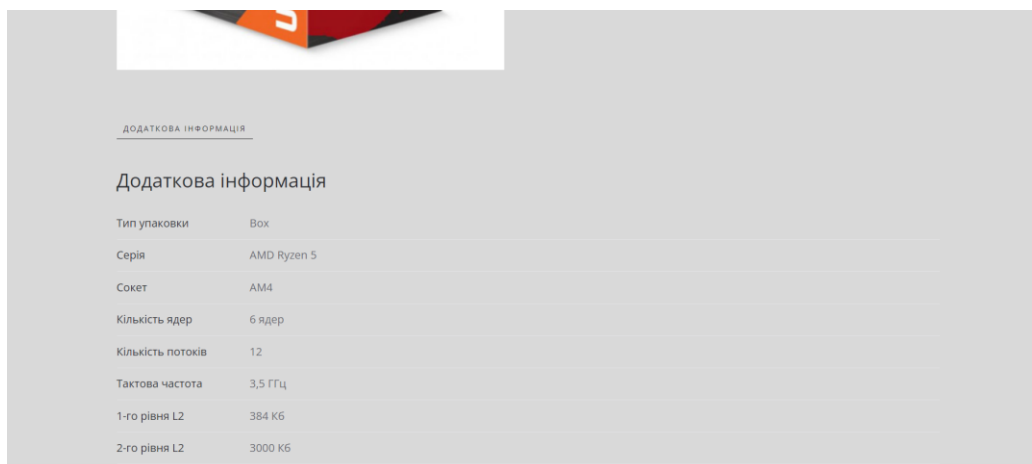 U
ДОДАТКОВА ІНФОРМАЦІЯ
Додаткова інформація
Тип упаковки Box
Серія AMD Ryzen 5
Сокет AM4
Кількість ядер 6 ядер
Кількість потоків 12
Тактова частота 3,5 ГГц
1-го рівня L2 384 Кб
2-го рівня L2 3000 Кб